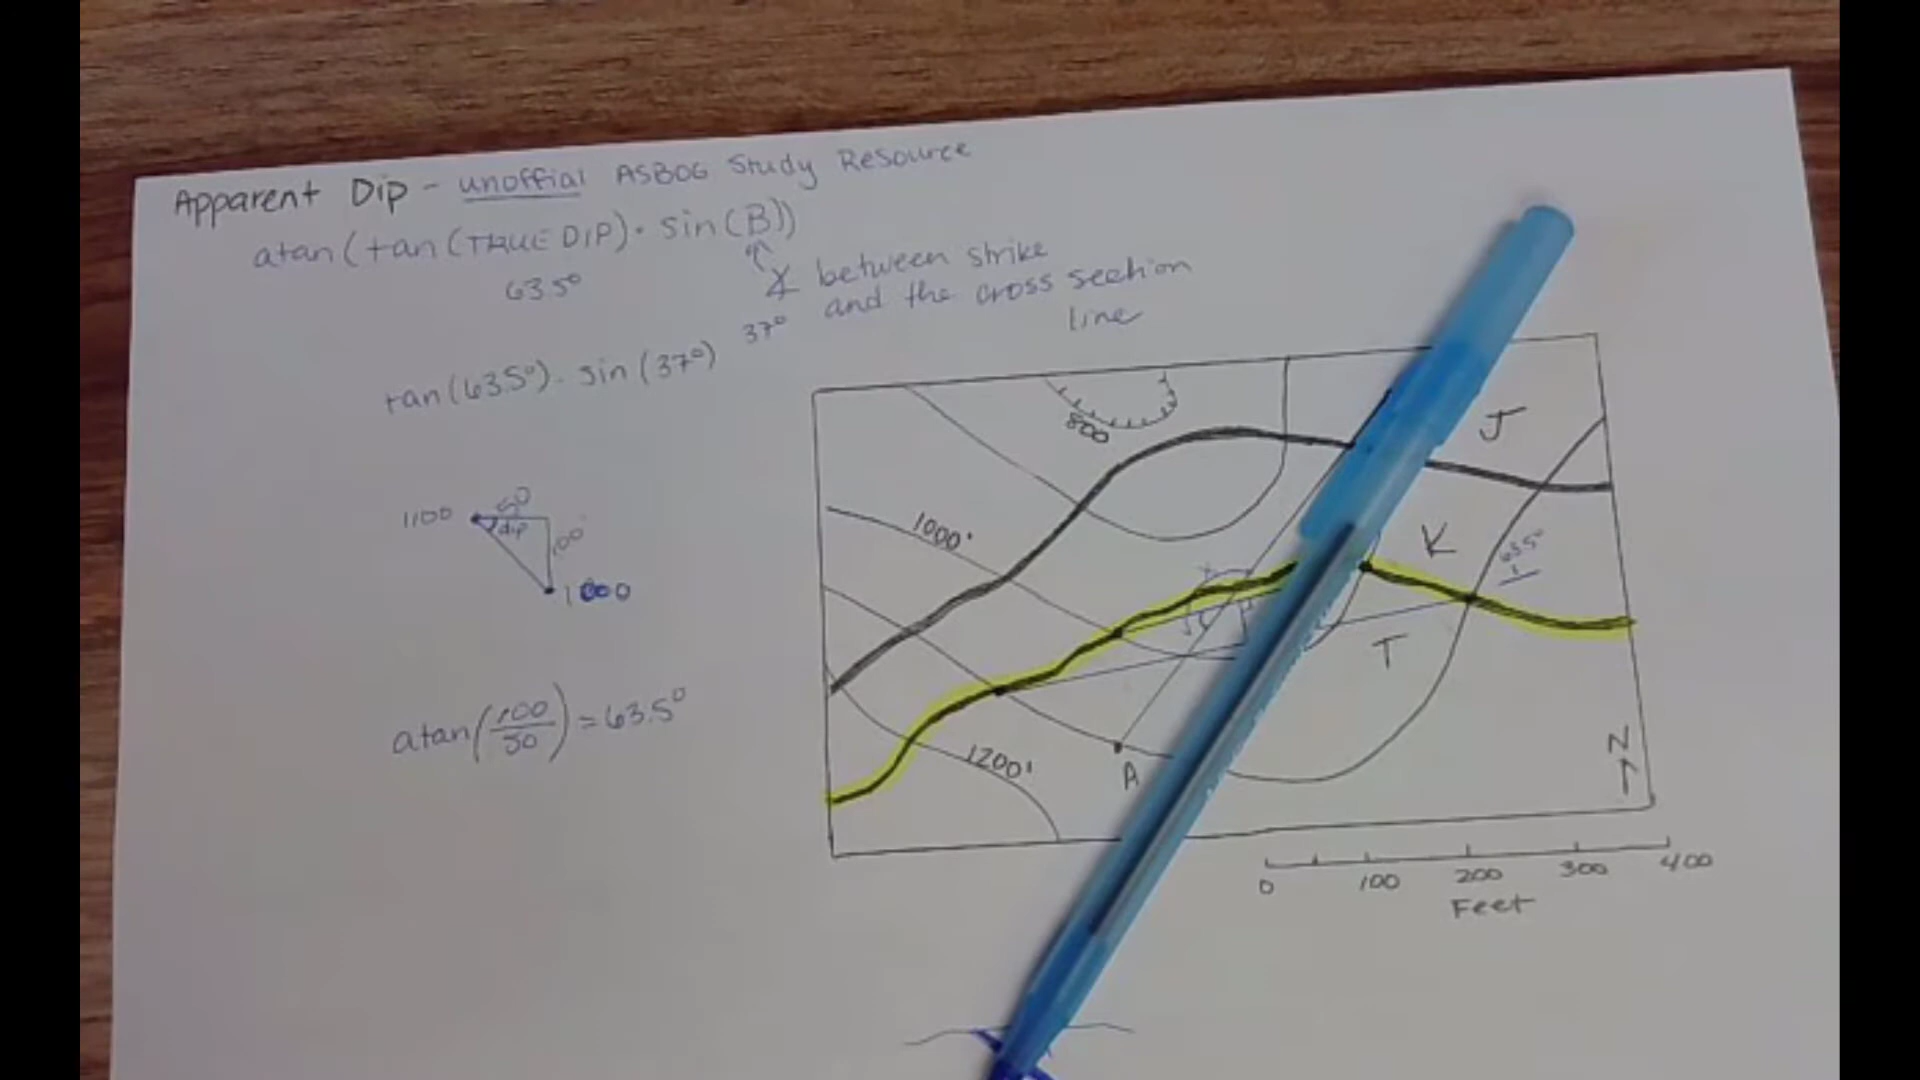 Apparent Dip - unoffial ASBOG Study Resource
atan(tan(TRUE DIP) · sin(B))
63.5°
∡ between strike
and the cross section
line
37°
tan(63.5°) · sin(37°)
1100
50
dip
100
1000
atan(100/50) = 63.5°
800
J
1000'
K
63.5°
T
1200'
A
N
0 100 200 300 400
Feet